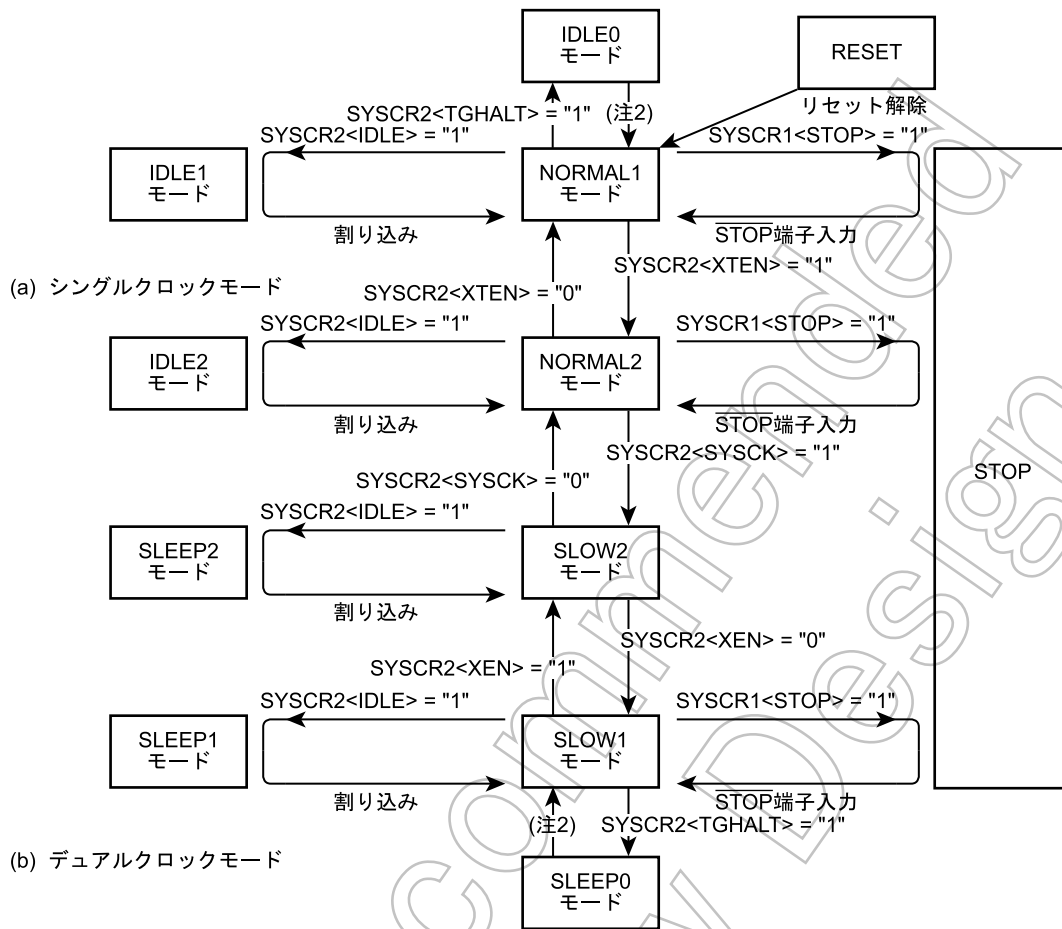 IDLE0
モード
RESET
SYSCR2<TGHALT> = "1"
(注2)
リセット解除
SYSCR2<IDLE> = "1"
SYSCR1<STOP> = "1"
IDLE1
モード
NORMAL1
モード
割り込み
STOP端子入力
SYSCR2<XTEN> = "1"
(a) シングルクロックモード
SYSCR2<XTEN> = "0"
SYSCR2<IDLE> = "1"
SYSCR1<STOP> = "1"
IDLE2
モード
NORMAL2
モード
割り込み
STOP端子入力
SYSCR2<SYSCK> = "1"
STOP
SYSCR2<SYSCK> = "0"
SYSCR2<IDLE> = "1"
SLEEP2
モード
SLOW2
モード
割り込み
SYSCR2<XEN> = "0"
SYSCR2<XEN> = "1"
SYSCR2<IDLE> = "1"
SYSCR1<STOP> = "1"
SLEEP1
モード
SLOW1
モード
割り込み
STOP端子入力
(注2)
SYSCR2<TGHALT> = "1"
(b) デュアルクロックモード
SLEEP0
モード